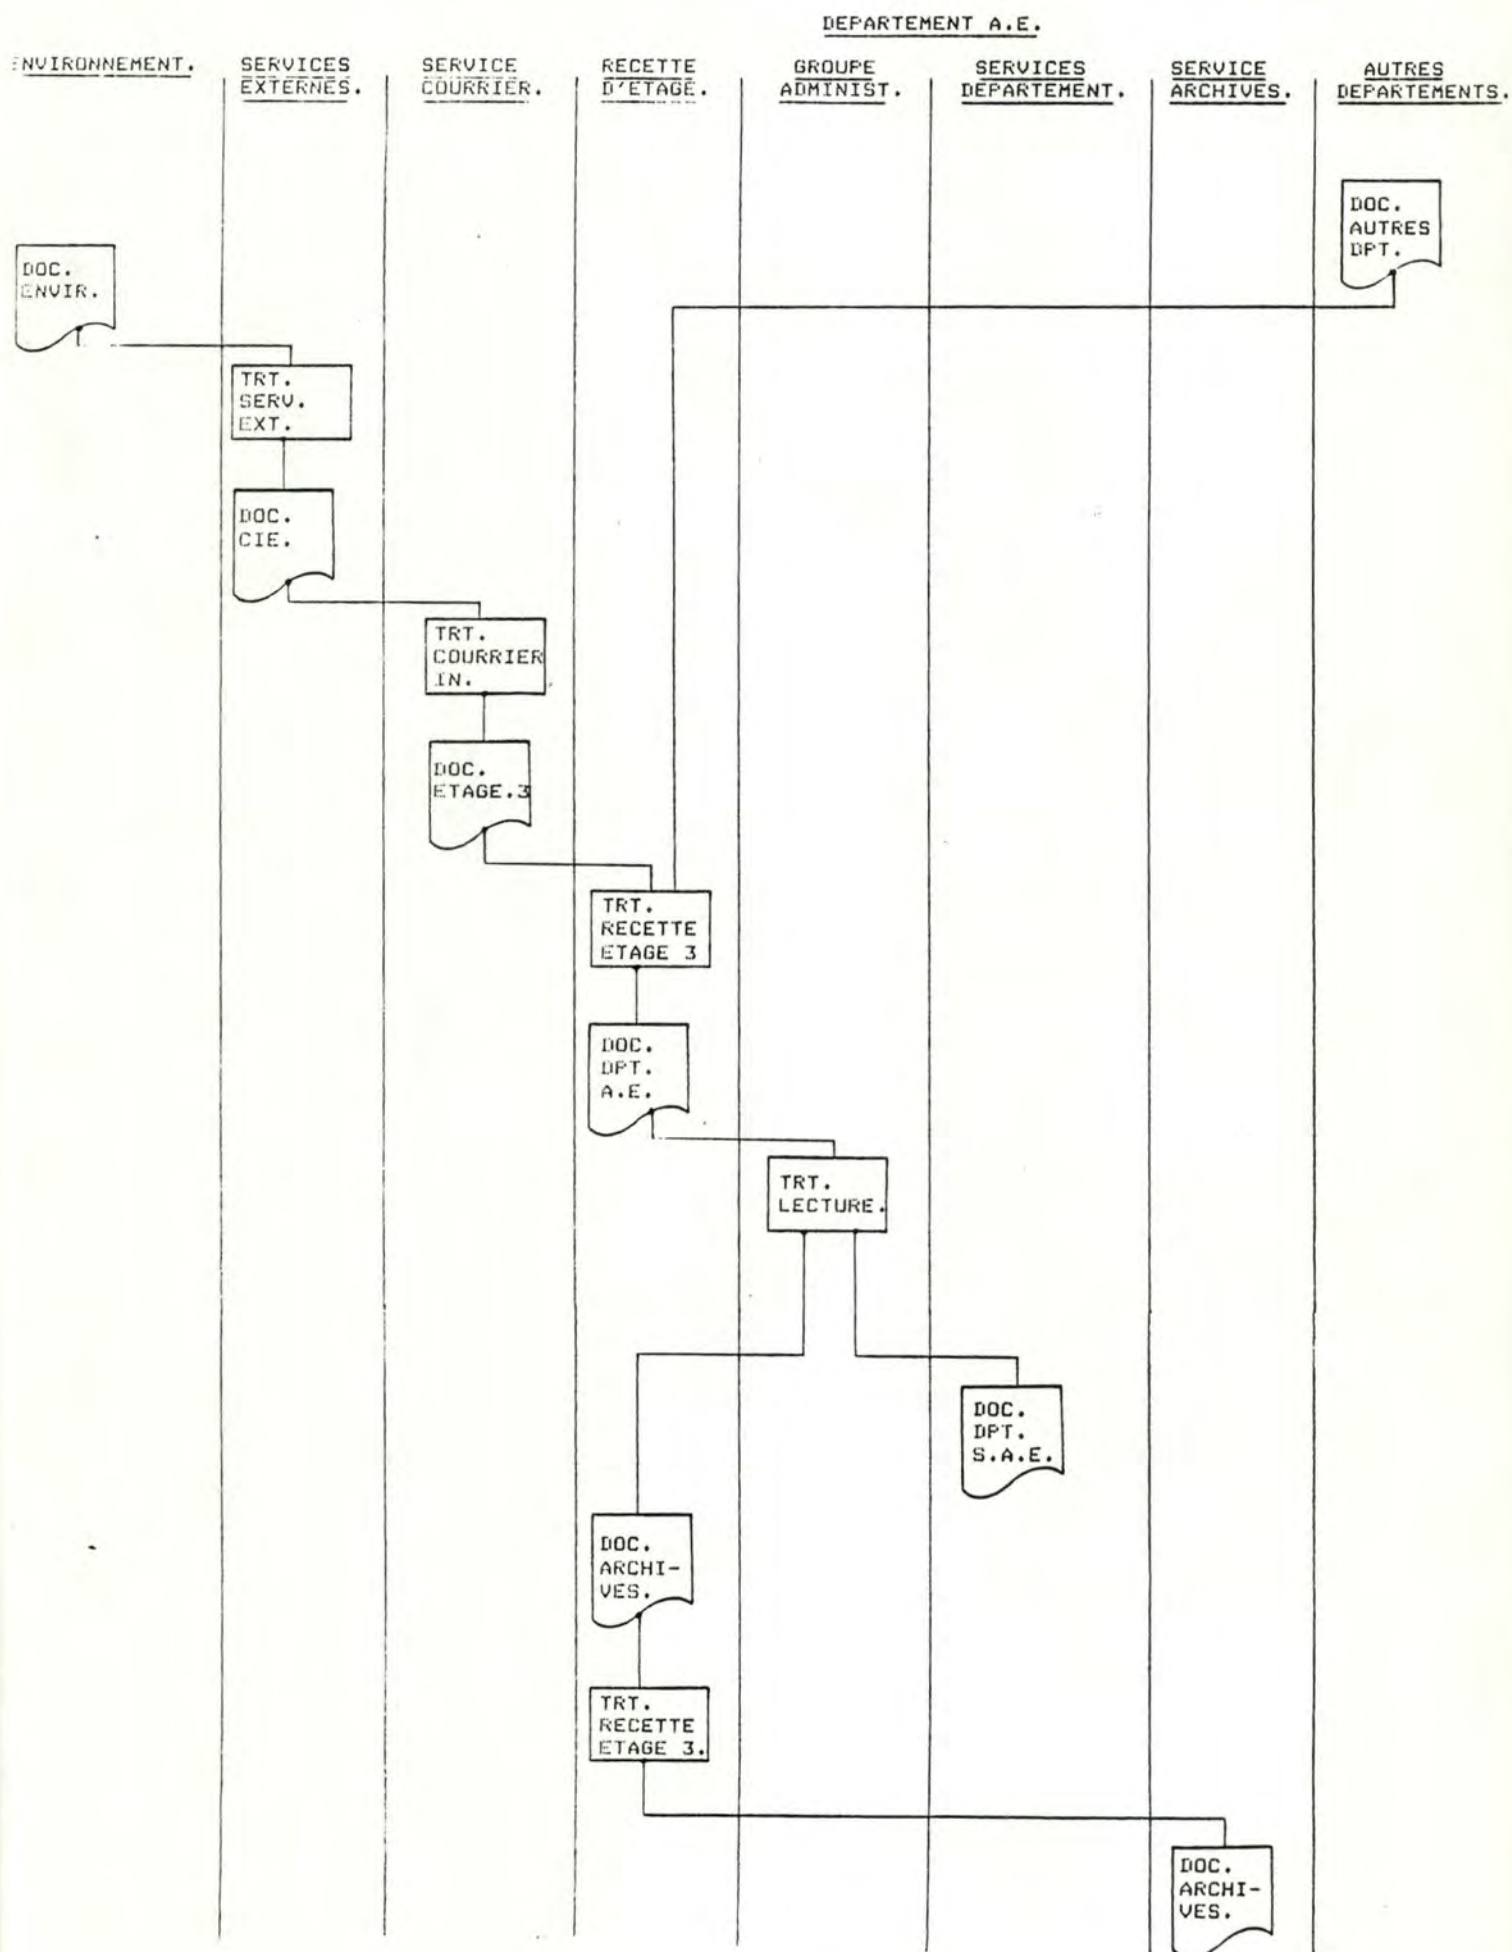 DEPARTEMENT A.E.
ENVIRONNEMENT.
SERVICES
EXTERNES.
SERVICE
COURRIER.
RECETTE
D'ETAGE.
GROUPE
ADMINIST.
SERVICES
DEPARTEMENT.
SERVICE
ARCHIVES.
AUTRES
DEPARTEMENTS.
DOC.
AUTRES
DPT.
DOC.
ENVIR.
TRT.
SERV.
EXT.
DOC.
CIE.
TRT.
COURRIER
IN.
DOC.
ETAGE.3
TRT.
RECETTE
ETAGE 3
DOC.
DPT.
A.E.
TRT.
LECTURE.
DOC.
DPT.
S.A.E.
DOC.
ARCHI-
VES.
TRT.
RECETTE
ETAGE 3.
DOC.
ARCHI-
VES.